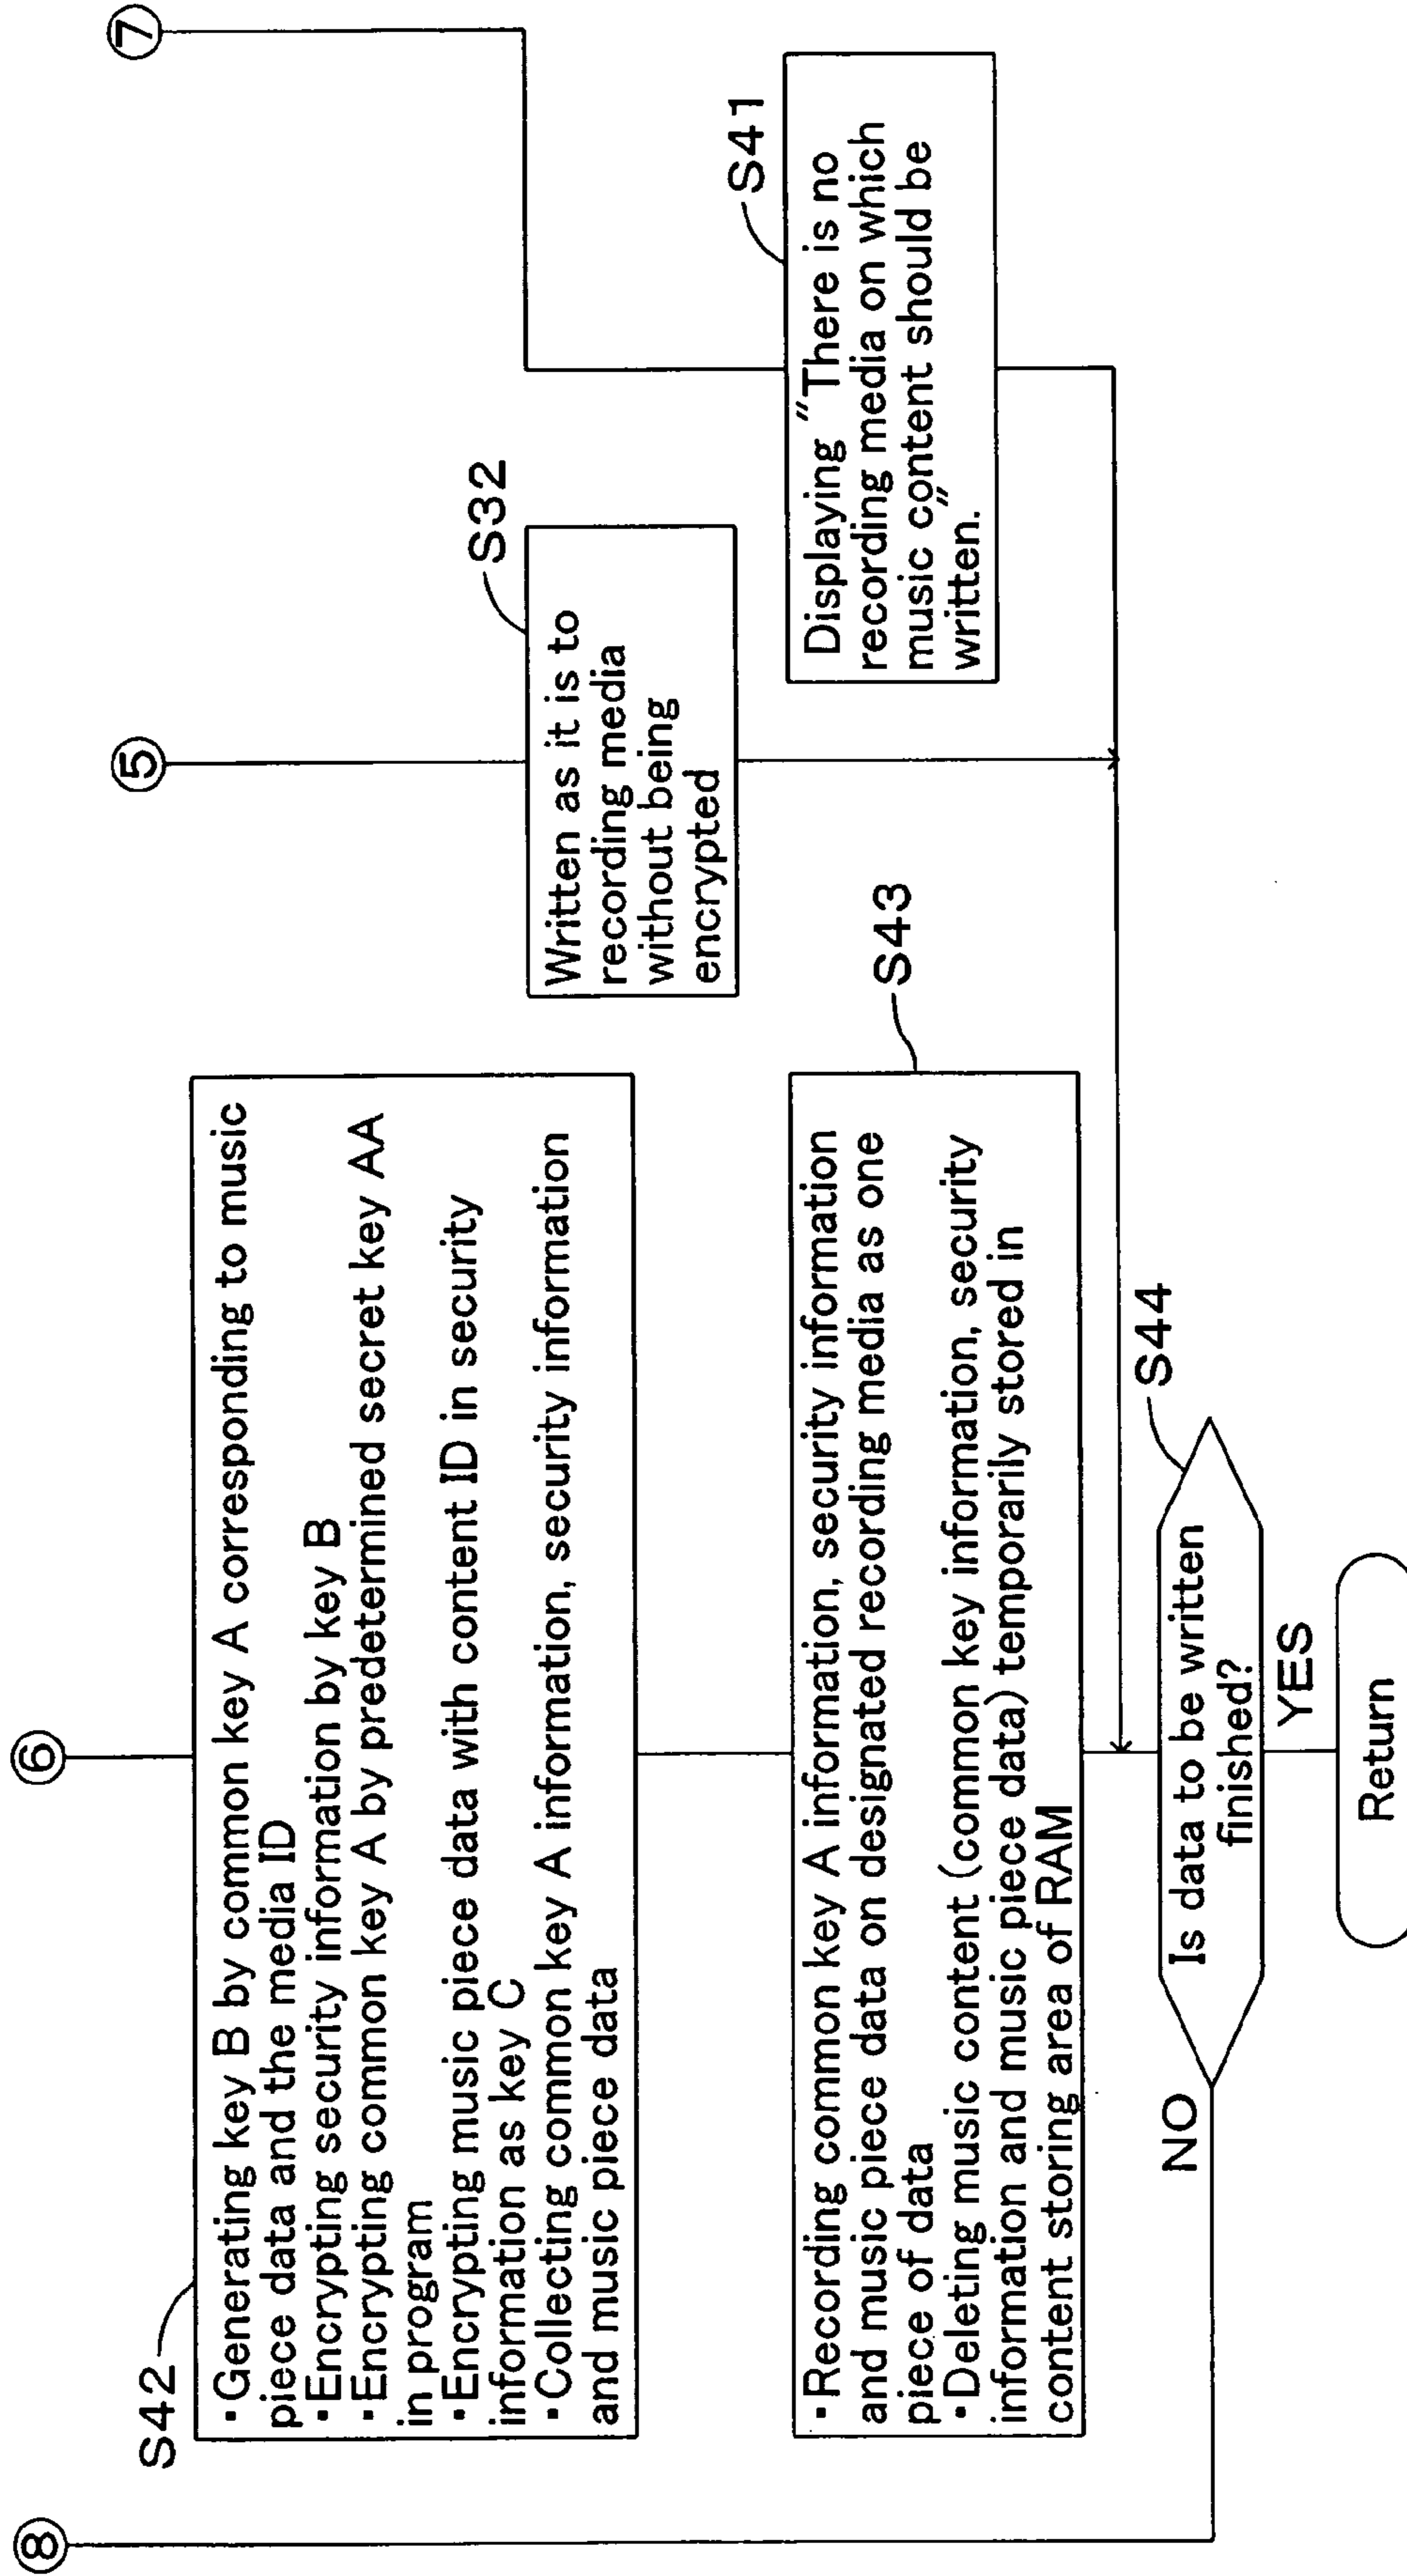 ⑧
⑥
⑤
⑦
S42
・Generating key B by common key A corresponding to music
piece data and the media ID
・Encrypting security information by key B
・Encrypting common key A by predetermined secret key AA
in program
・Encrypting music piece data with content ID in security
information as key C
・Collecting common key A information, security information
and music piece data
S32
Written as it is to
recording media
without being
encrypted
S41
Displaying "There is no
recording media on which
music content should be
written."
S43
・Recording common key A information, security information
and music piece data on designated recording media as one
piece of data
・Deleting music content (common key information, security
information and music piece data) temporarily stored in
content storing area of RAM
S44
Is data to be written
finished?
NO
YES
Return